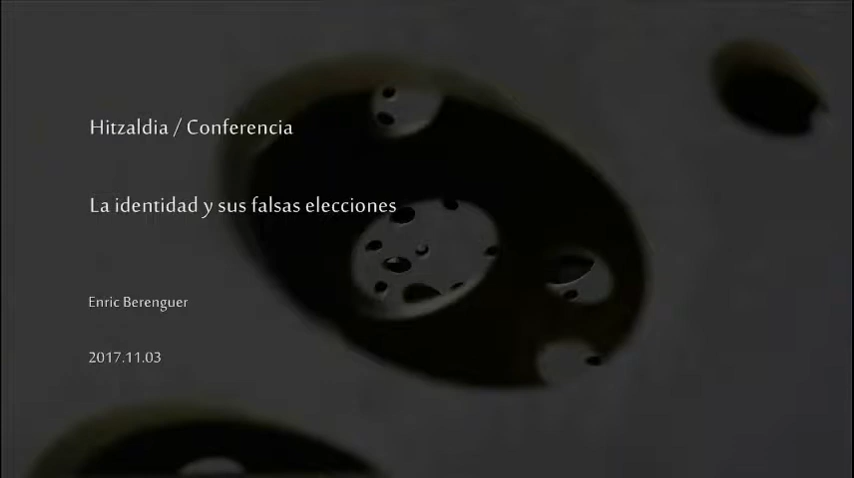 Hitzaldia / Conferencia
La identidad y sus falsas elecciones
Enric Berenguer
2017.11.03